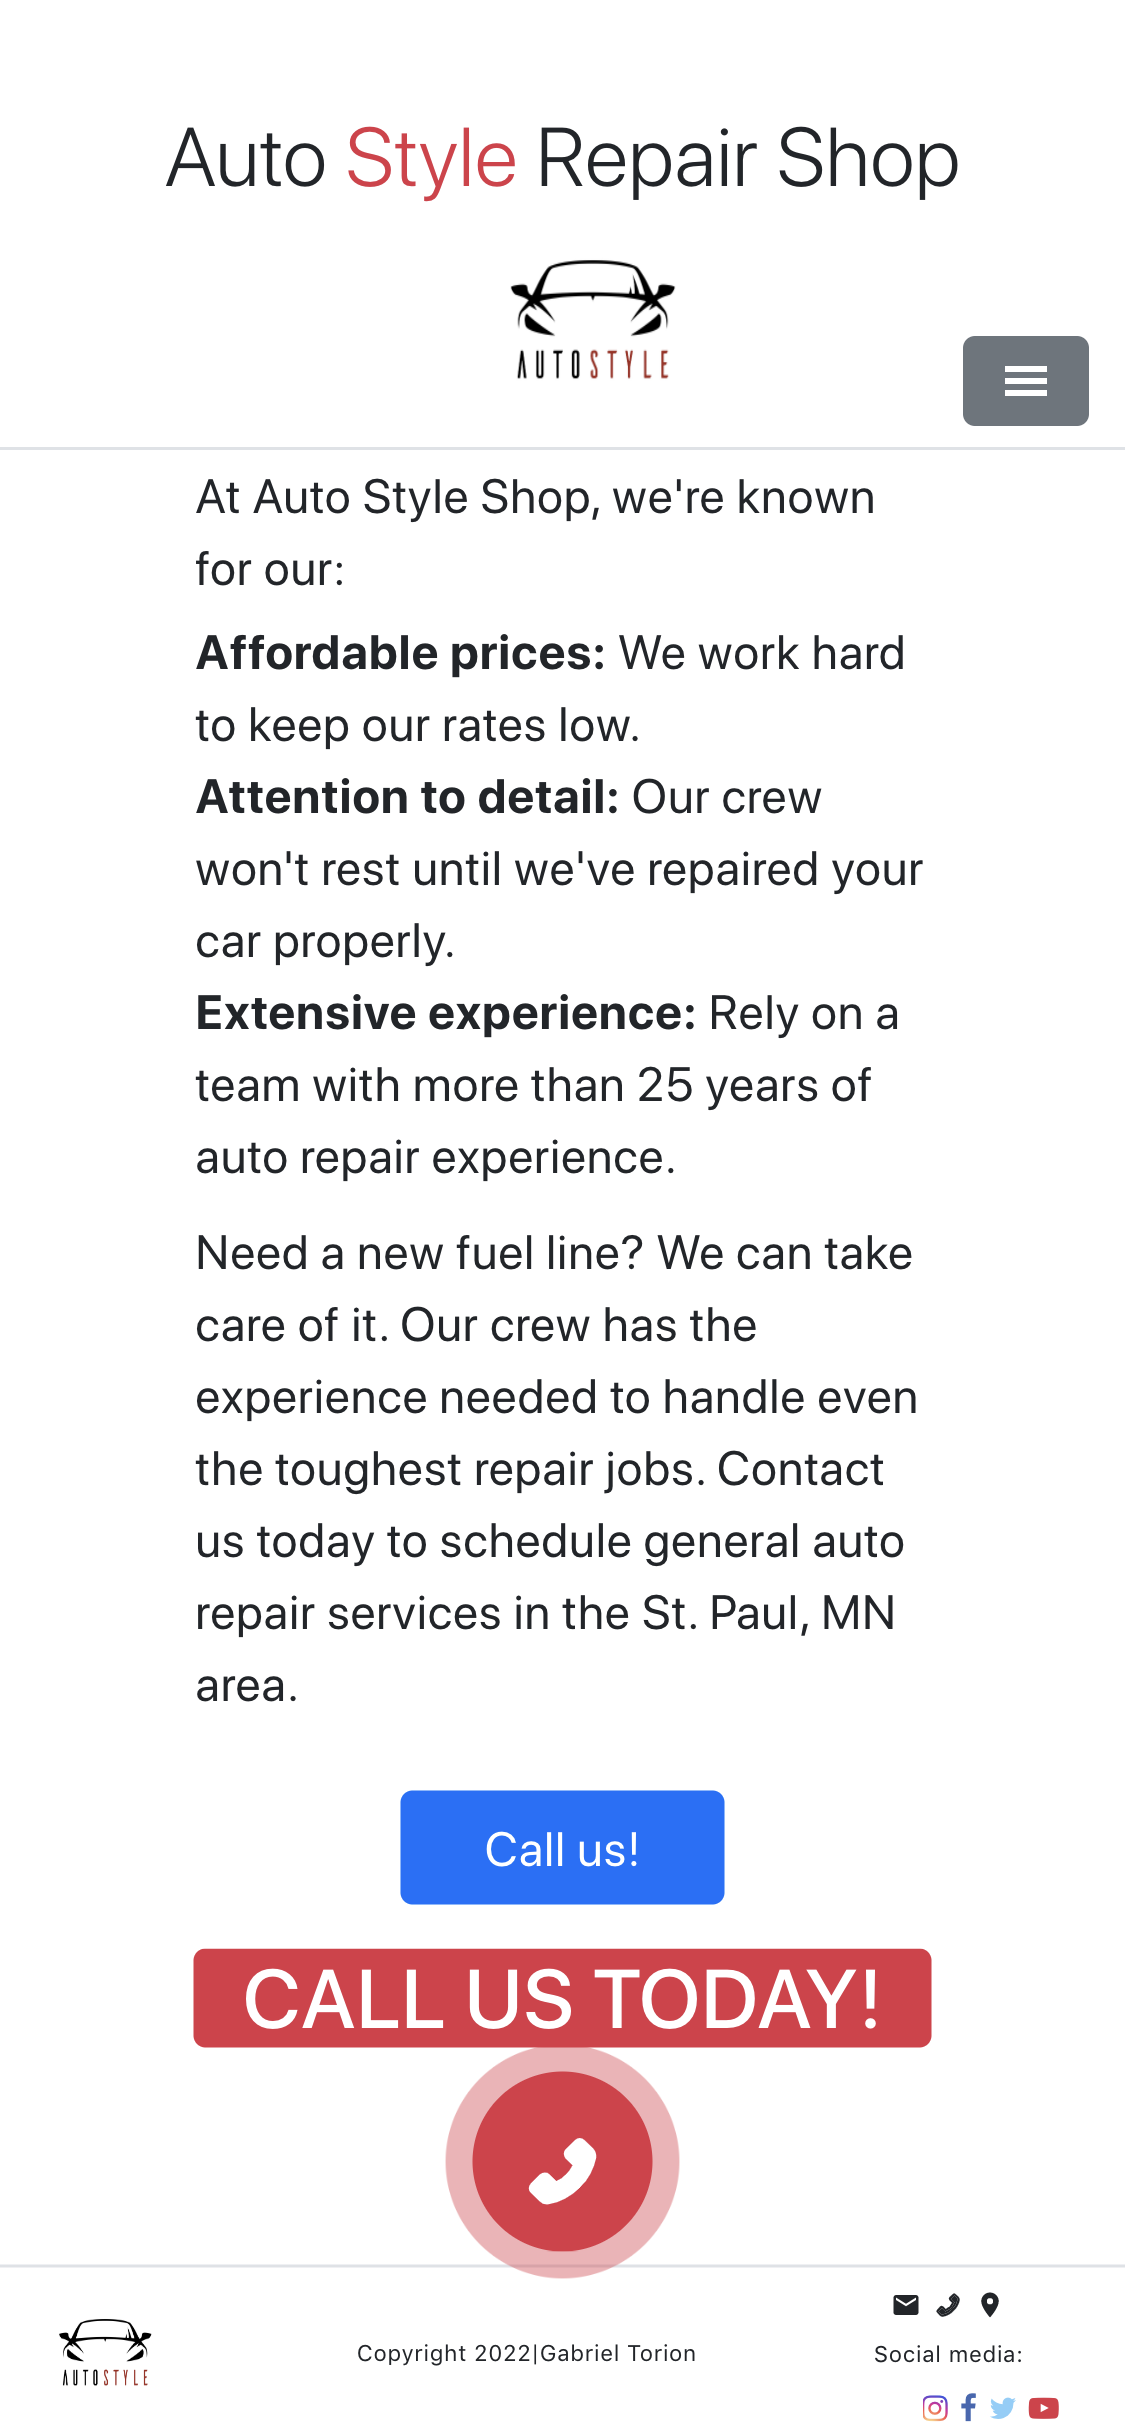 Auto Style Repair Shop
AUTOSTYLE
At Auto Style Shop, we're known
for our:
Affordable prices: We work hard
to keep our rates low.
Attention to detail: Our crew
won't rest until we've repaired your
car properly.
Extensive experience: Rely on a
team with more than 25 years of
auto repair experience.
Need a new fuel line? We can take
care of it. Our crew has the
experience needed to handle even
the toughest repair jobs. Contact
us today to schedule general auto
repair services in the St. Paul, MN
area.
Call us!
CALL US TODAY!
AUTOSTYLE
Copyright 2022|Gabriel Torion
Social media: